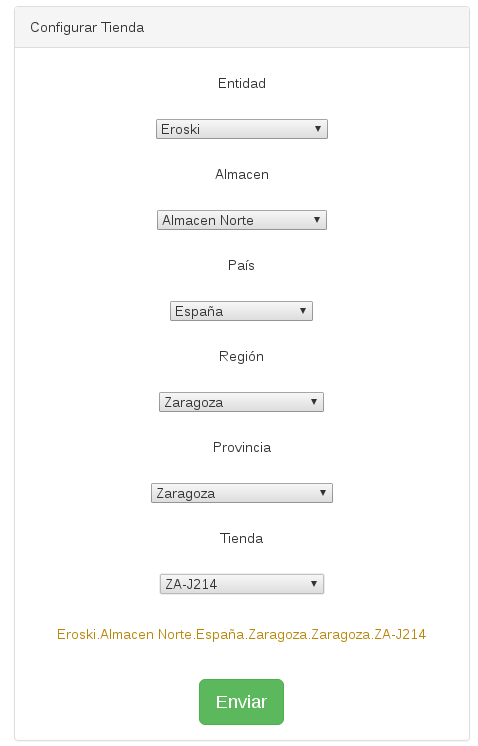 Configurar Tienda
Entidad
Eroski
Almacen
Almacen Norte
País
España
Región
Zaragoza
Provincia
Zaragoza
Tienda
ZA-J214
Eroski.Almacen Norte.España.Zaragoza.Zaragoza.ZA-J214
Enviar